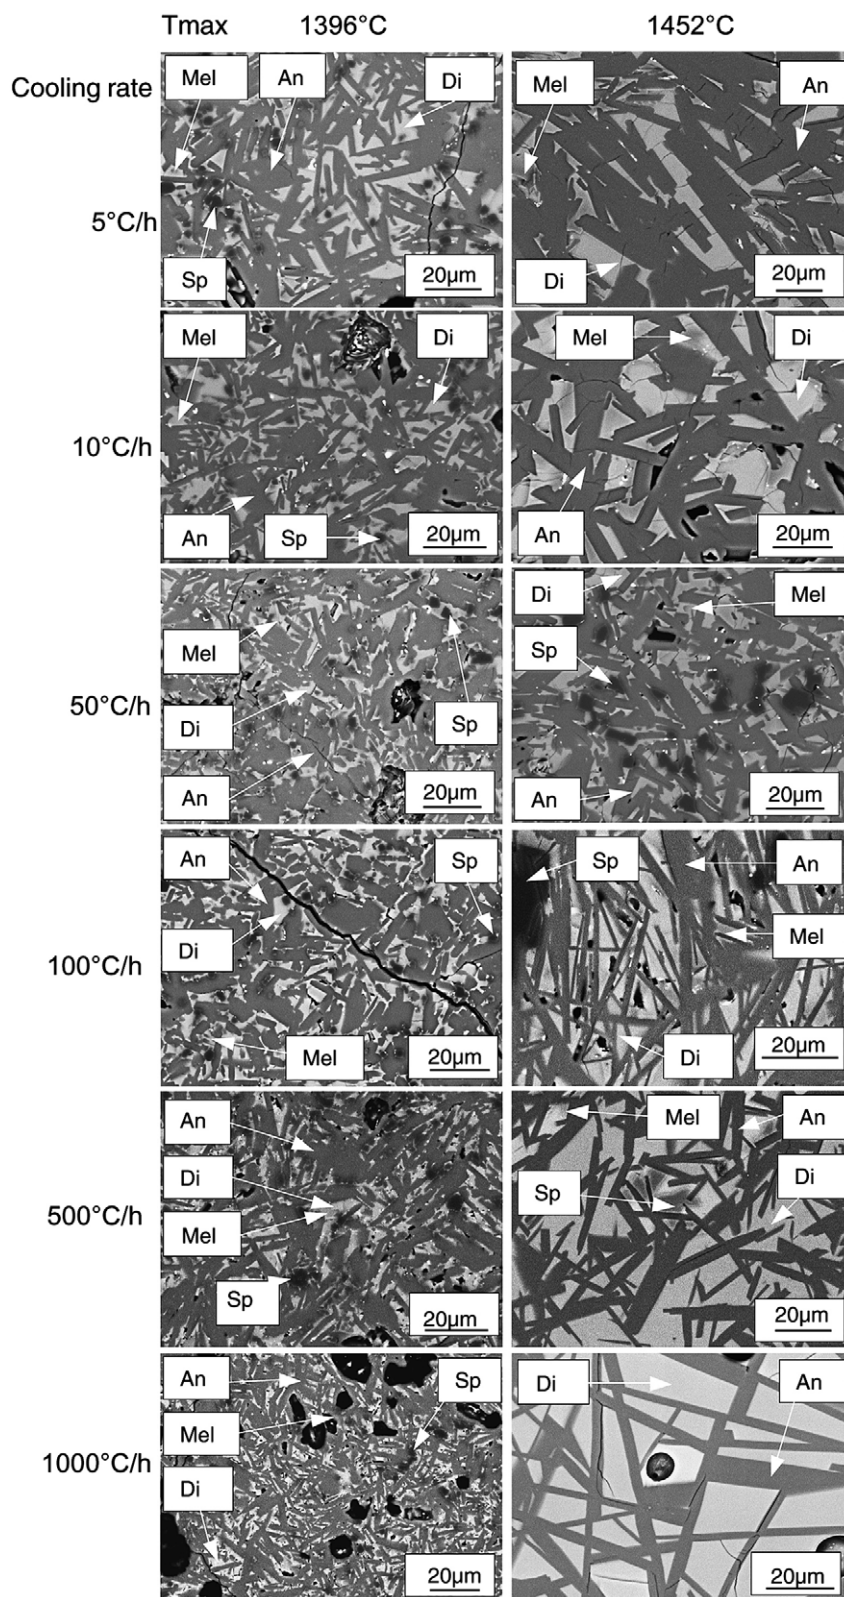 Tmax 1396°C 1452°C
Cooling rate
Mel An Di
Mel An
5°C/h
Sp 20µm
Di 20µm
Mel Di
Mel Di
10°C/h
An Sp 20µm
An 20µm
Mel
Di Mel
Sp
50°C/h
Di Sp
An 20µm
An 20µm
An Sp
Sp An
Di
Mel
100°C/h
Mel 20µm
Di 20µm
An
Mel An
Di
Di
Mel
Sp
500°C/h
Sp 20µm
20µm
An Sp
Di An
Mel
1000°C/h
Di
20µm
20µm